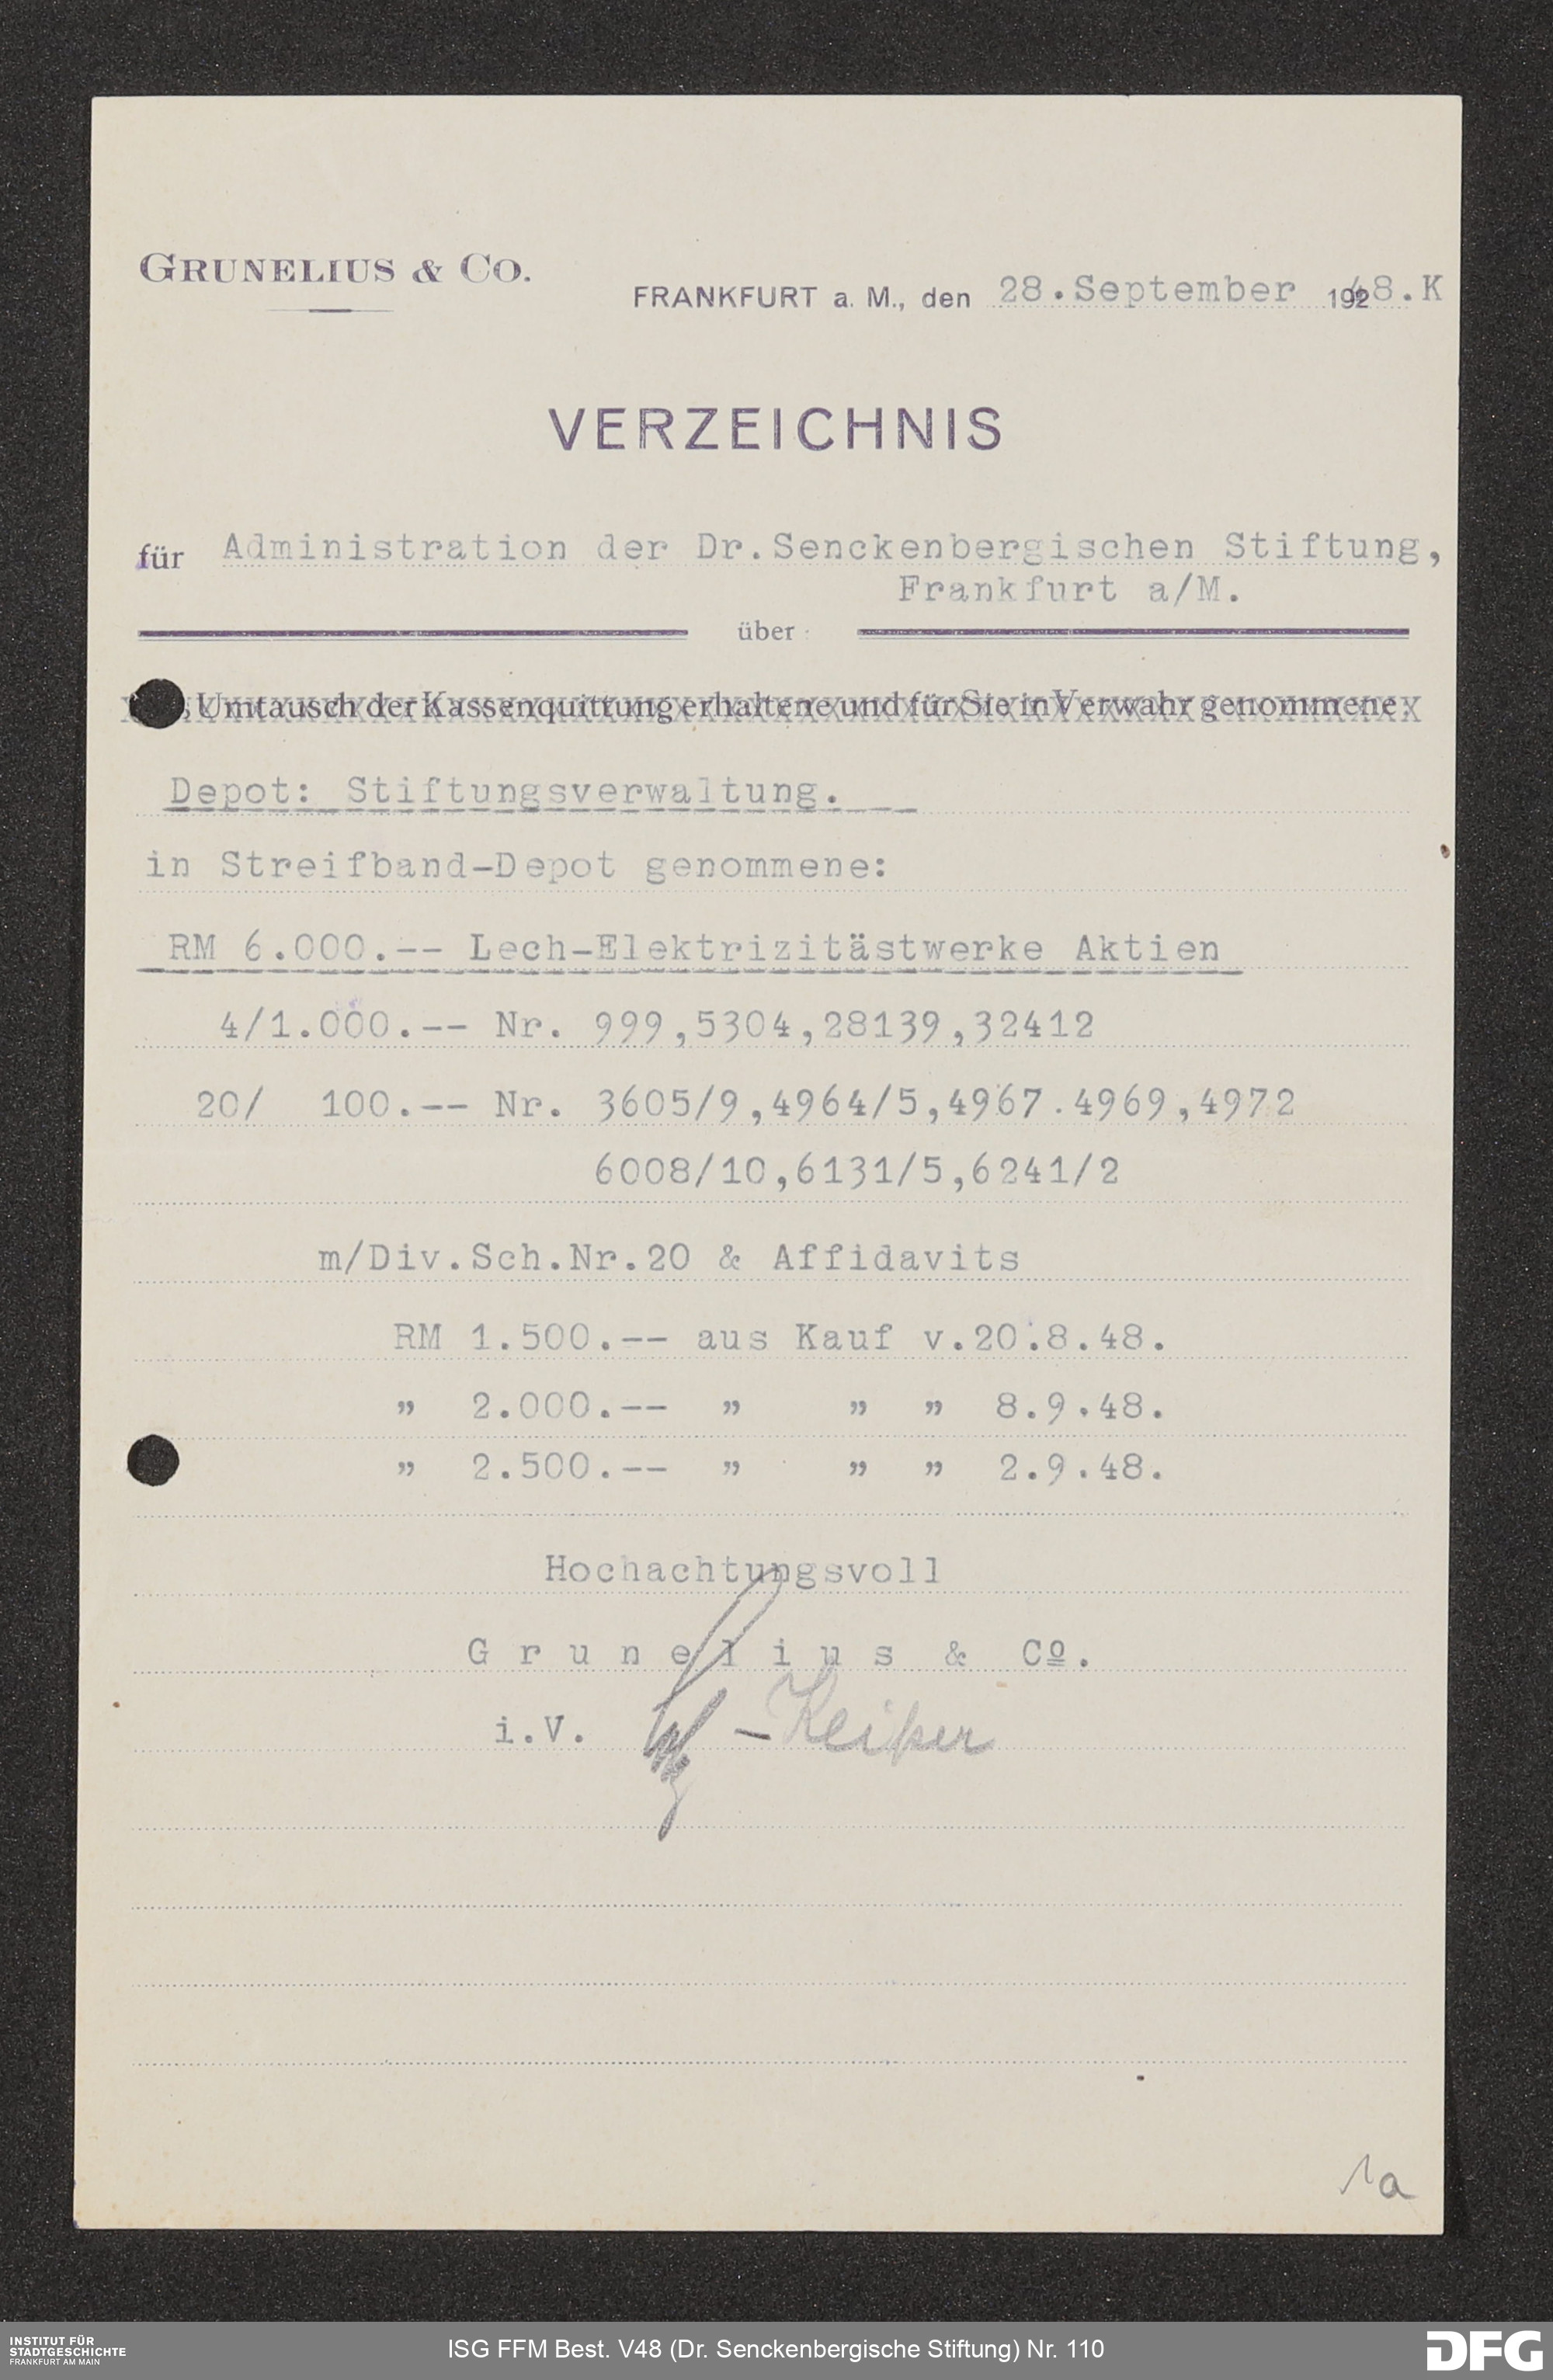 GRUNELIUS & CO.
FRANKFURT a. M., den 28.September 1948.K
VERZEICHNIS
für Administration der Dr.Senckenbergischen Stiftung,
Frankfurt a/M.
über
Umtausch der Kassenquittung erhaltene und für Sie in Verwahr genommene:
Depot: Stiftungsverwaltung.
in Streifband-Depot genommene:
RM 6.000.-- Lech-Elektrizitästwerke Aktien
4/1.000.-- Nr. 999,5304,28139,32412
20/ 100.-- Nr. 3605/9,4964/5,4967.4969,4972
6008/10,6131/5,6241/2
m/Div.Sch.Nr.20 & Affidavits
RM 1.500.-- aus Kauf v.20.8.48.
" 2.000.-- " " " 8.9.48.
" 2.500.-- " " " 2.9.48.
Hochachtungsvoll
Grunelius & Co.
i.V.
1a
INSTITUT FÜR
STADTGESCHICHTE
FRANKFURT AM MAIN
ISG FFM Best. V48 (Dr. Senckenbergische Stiftung) Nr. 110
DFG